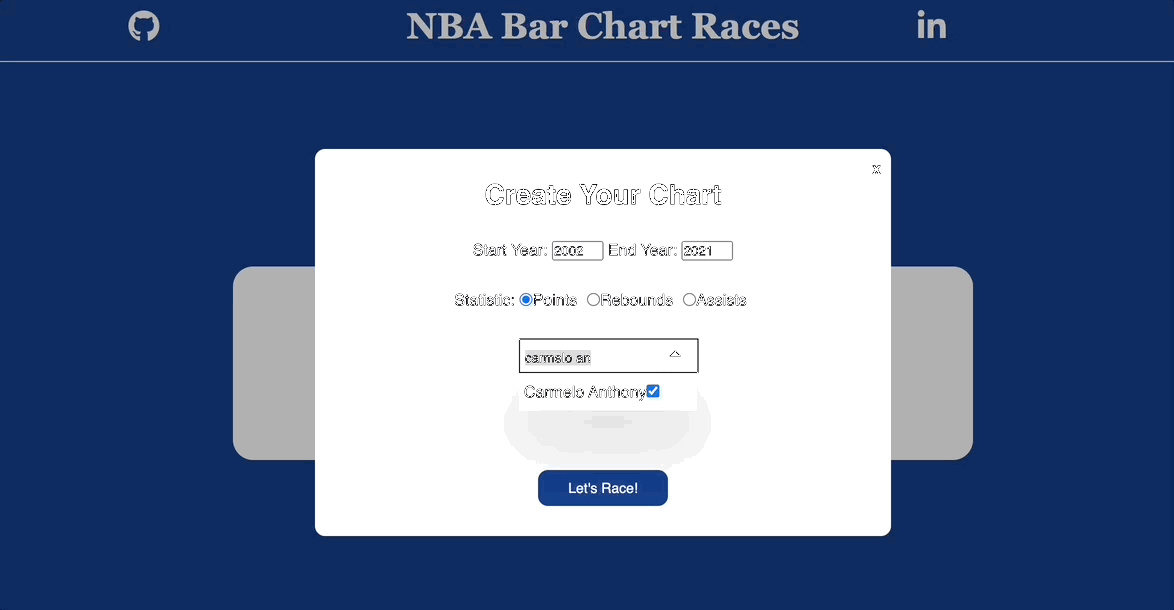 NBA Bar Chart Races
in
x
Create Your Chart
Start Year: 2002 End Year: 2021
Statistic: Points Rebounds Assists
carmelo an
Carmelo Anthony
Let's Race!